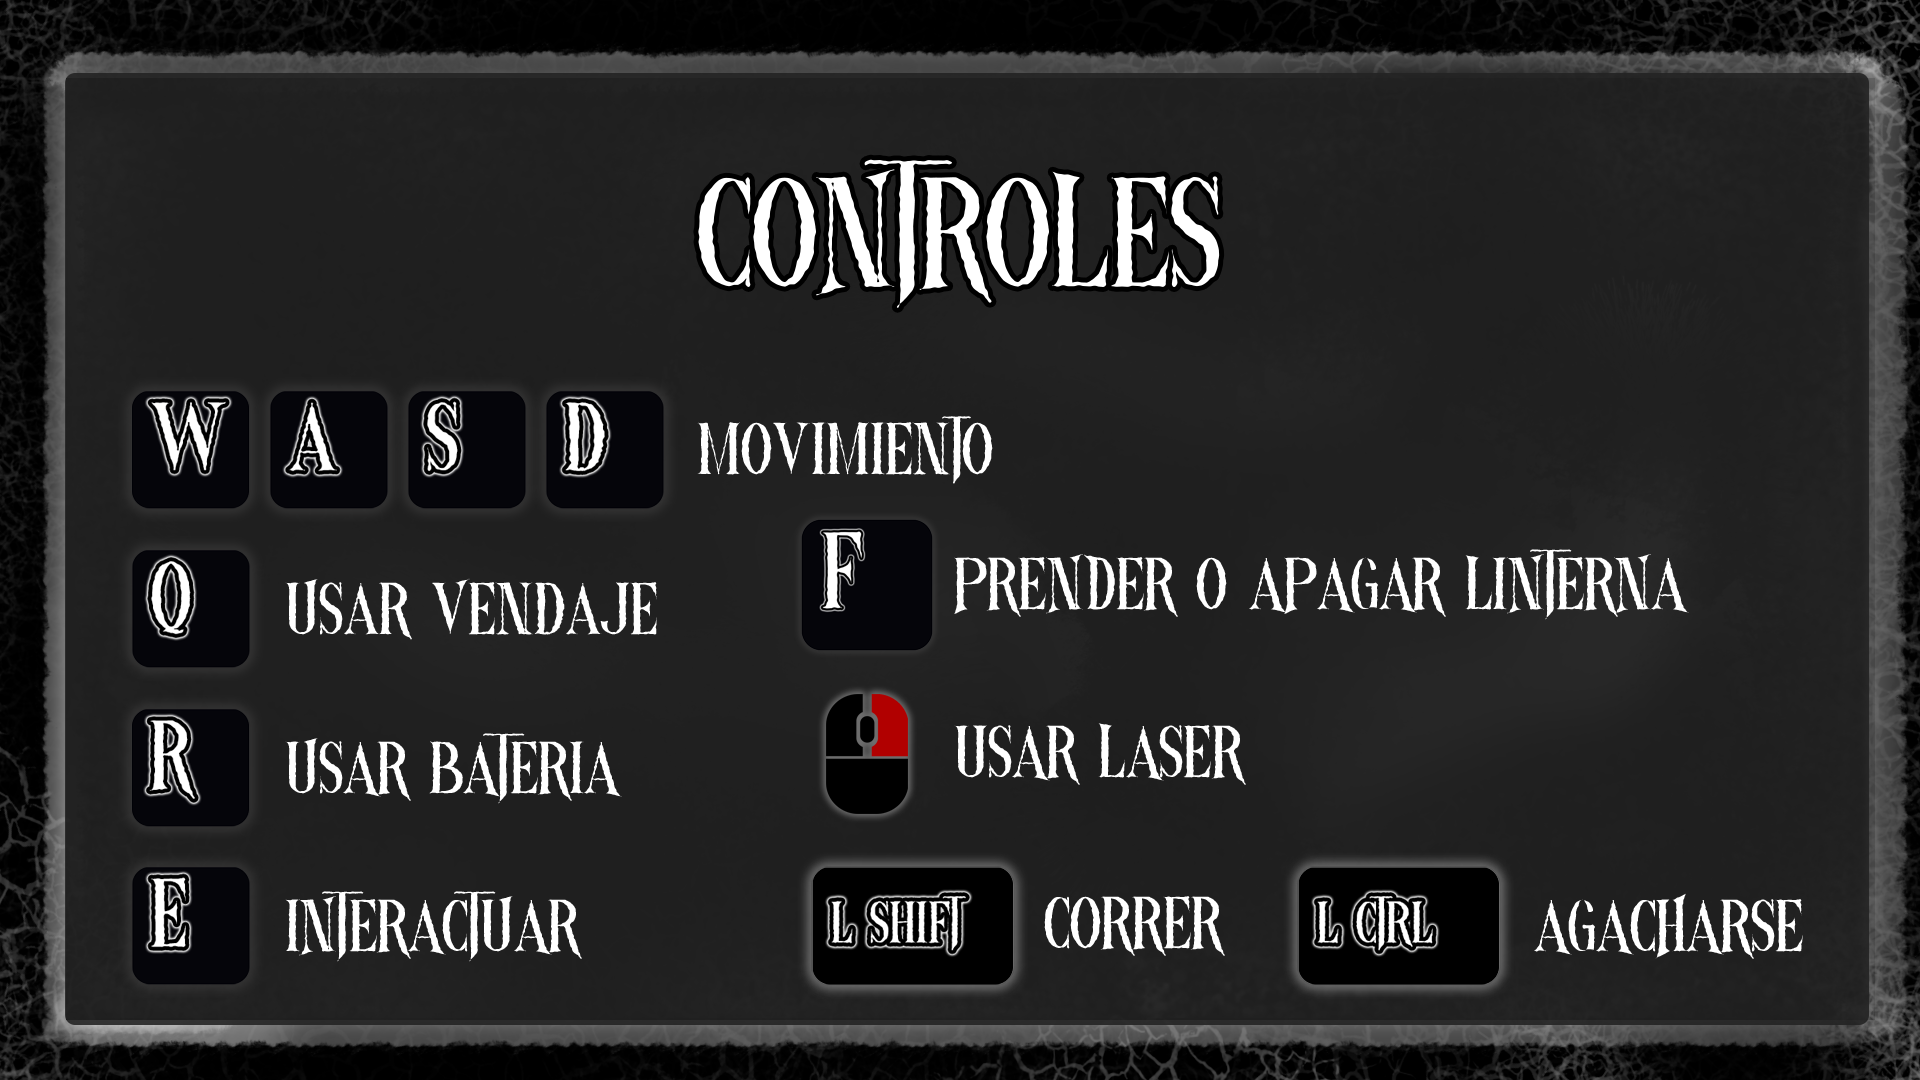 CONTROLES
W A S D MOVIMIENTO
Q USAR VENDAJE
F PRENDER O APAGAR LINTERNA
R USAR BATERIA
USAR LASER
E INTERACTUAR
L SHIFT CORRER
L CTRL AGACHARSE